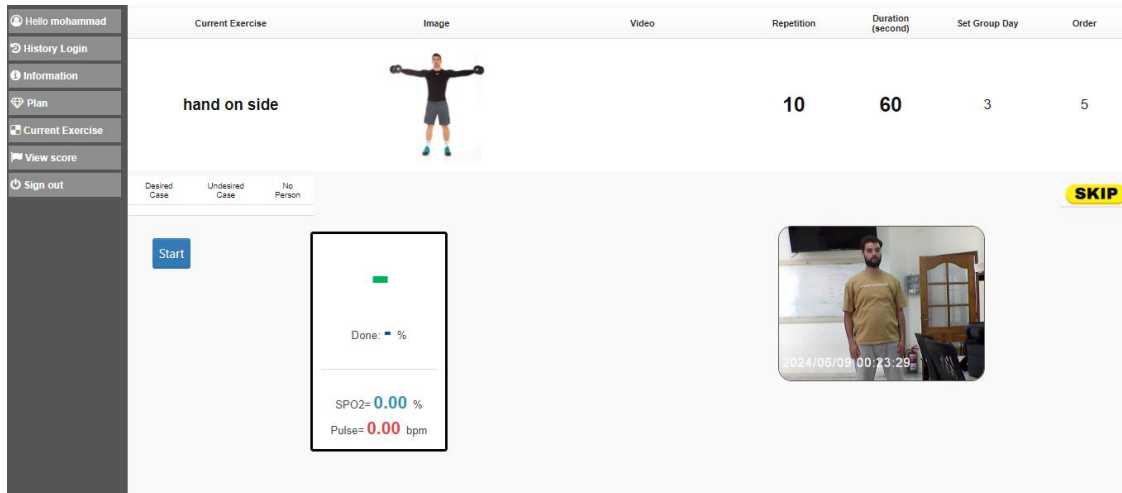 Hello mohammad
History Login
Information
Plan
Current Exercise
View score
Sign out
Current Exercise Image Video Repetition Duration (second) Set Group Day Order
hand on side 10 60 3 5
Desired Case Undesired Case No Person
SKIP
Start
-
Done: - %
SPO2= 0.00 %
Pulse= 0.00 bpm
2024/06/09 00:23:29